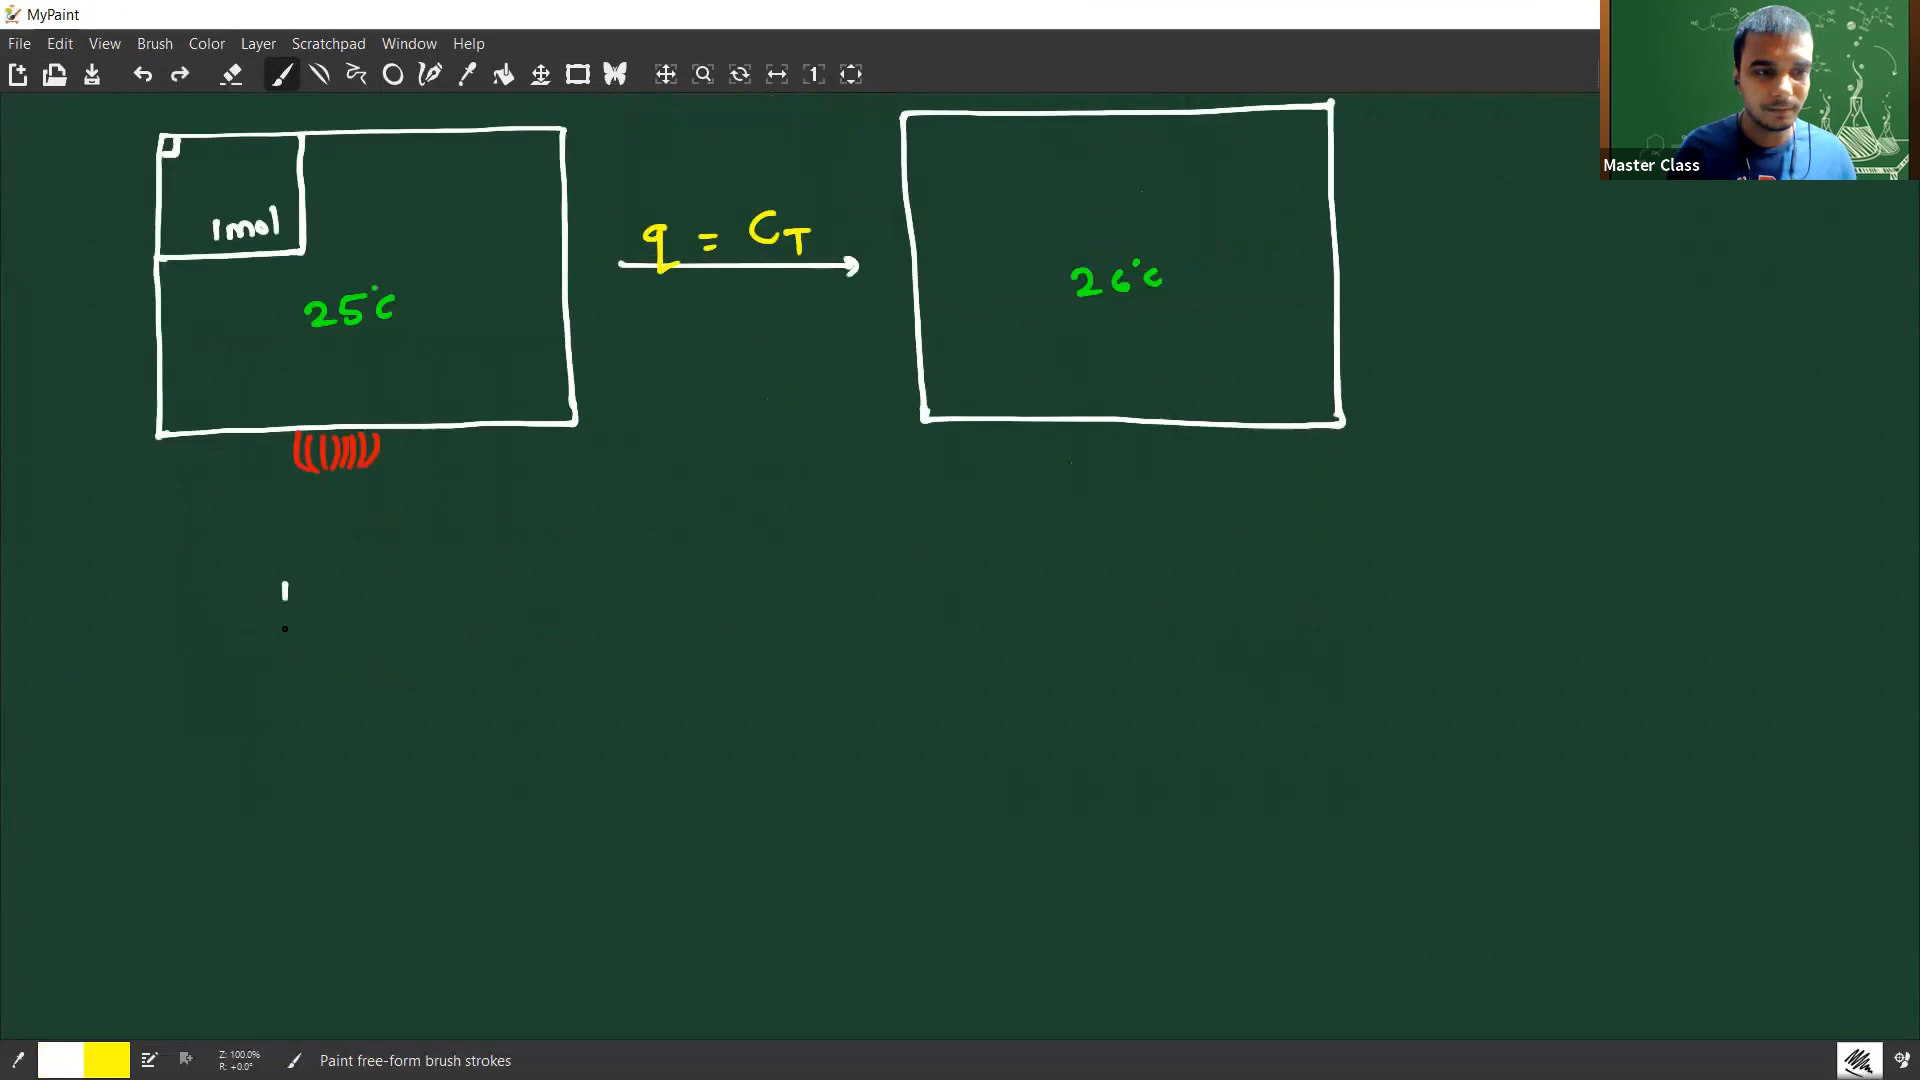 MyPaint
File Edit View Brush Color Layer Scratchpad Window Help
Master Class
1mol
25°c
q = CT
26°c
1
Z: 100.0%
R: +0.0°
Paint free-form brush strokes